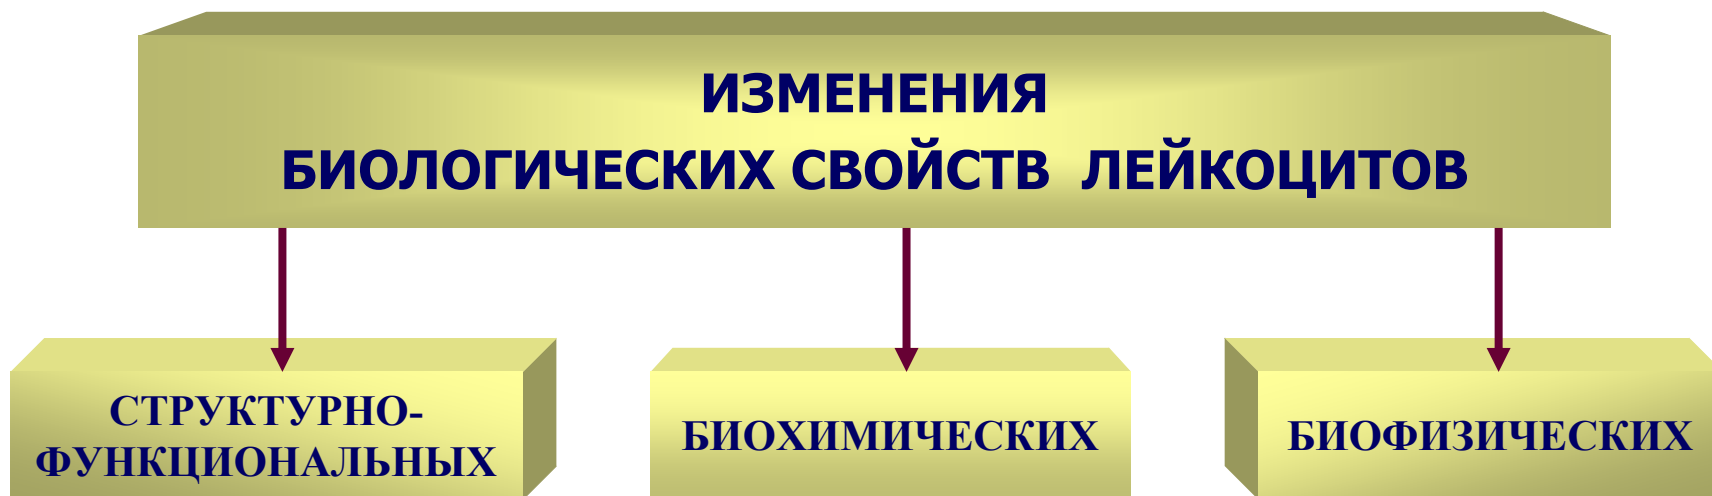 ИЗМЕНЕНИЯ
БИОЛОГИЧЕСКИХ СВОЙСТВ ЛЕЙКОЦИТОВ
СТРУКТУРНО-
ФУНКЦИОНАЛЬНЫХ
БИОХИМИЧЕСКИХ
БИОФИЗИЧЕСКИХ